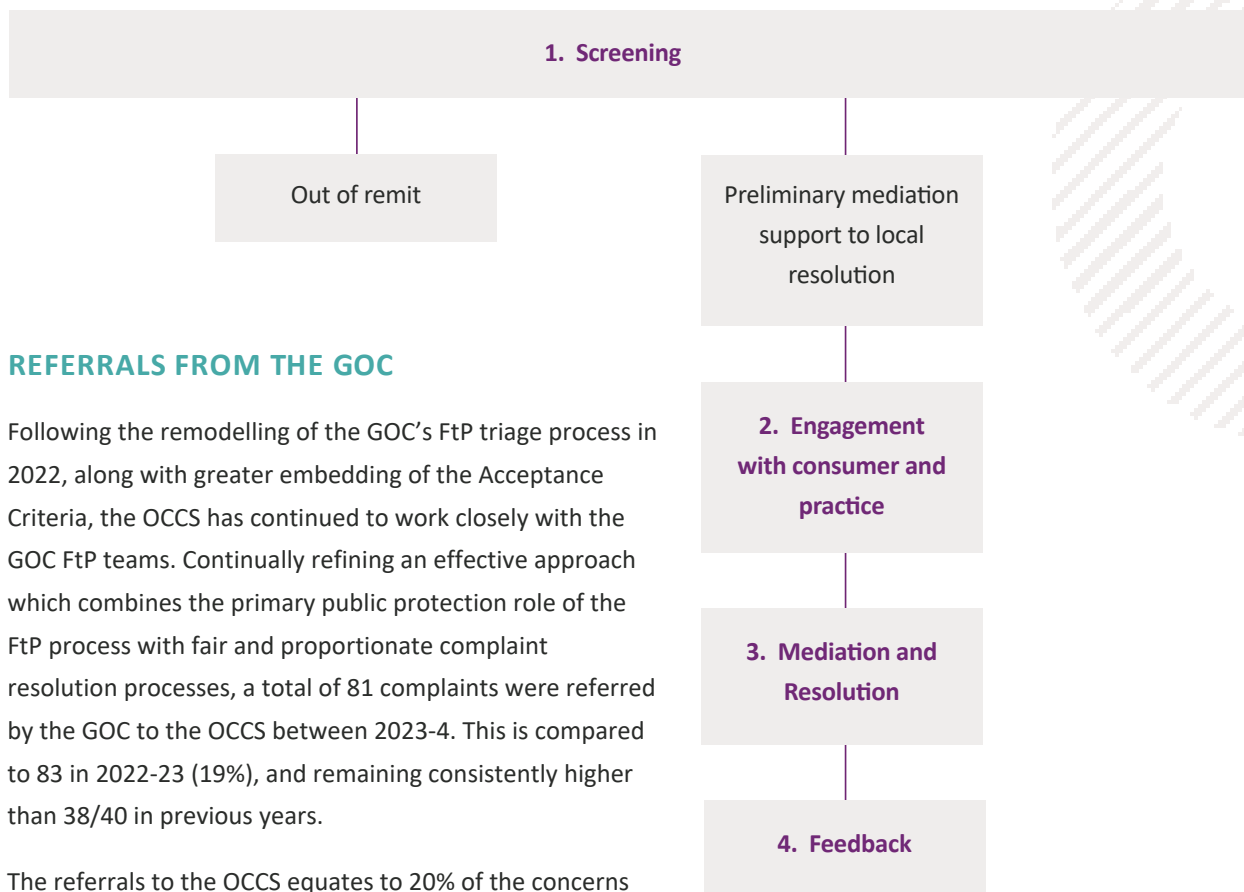 1. Screening
Out of remit
Preliminary mediation
support to local
resolution
REFERRALS FROM THE GOC
Following the remodelling of the GOC’s FtP triage process in
2022, along with greater embedding of the Acceptance
Criteria, the OCCS has continued to work closely with the
GOC FtP teams. Continually refining an effective approach
which combines the primary public protection role of the
FtP process with fair and proportionate complaint
resolution processes, a total of 81 complaints were referred
by the GOC to the OCCS between 2023-4. This is compared
to 83 in 2022-23 (19%), and remaining consistently higher
than 38/40 in previous years.
The referrals to the OCCS equates to 20% of the concerns
2. Engagement
with consumer and
practice
3. Mediation and
Resolution
4. Feedback